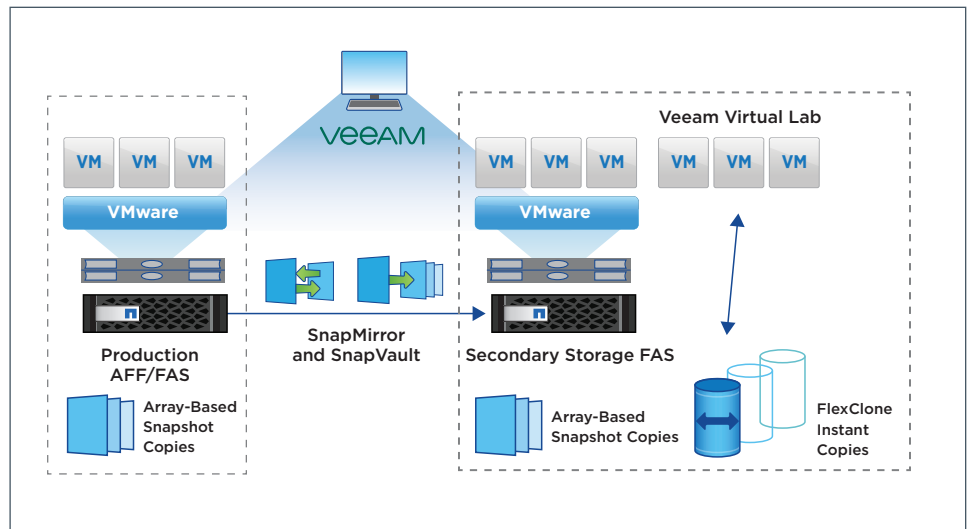 VEEAM
Veeam Virtual Lab
VM VM VM
VMware
VM VM VM
VM VM VM
VMware
Production
AFF/FAS
SnapMirror
and SnapVault
Secondary Storage FAS
Array-Based
Snapshot
Copies
Array-Based
Snapshot Copies
FlexClone
Instant
Copies